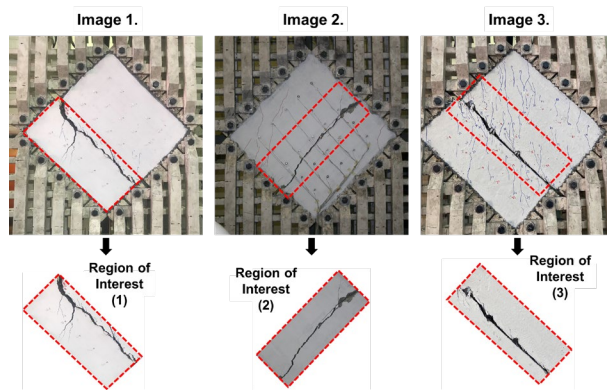 Image 1.
Image 2.
Image 3.
Region of
Interest
(1)
Region of
Interest
(2)
Region of
Interest
(3)